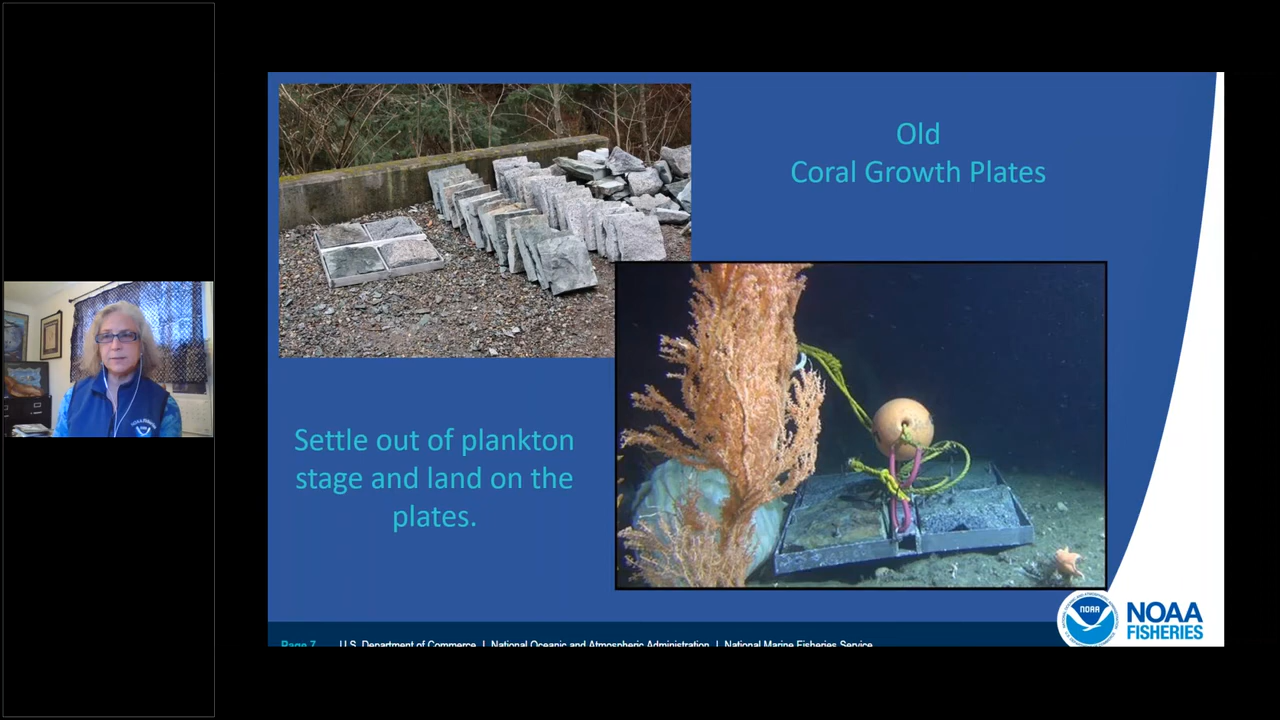 Old
Coral Growth Plates
Settle out of plankton
stage and land on the
plates.
Page 7 U.S. Department of Commerce | National Oceanic and Atmospheric Administration | National Marine Fisheries Service
NOAA
NOAA
FISHERIES